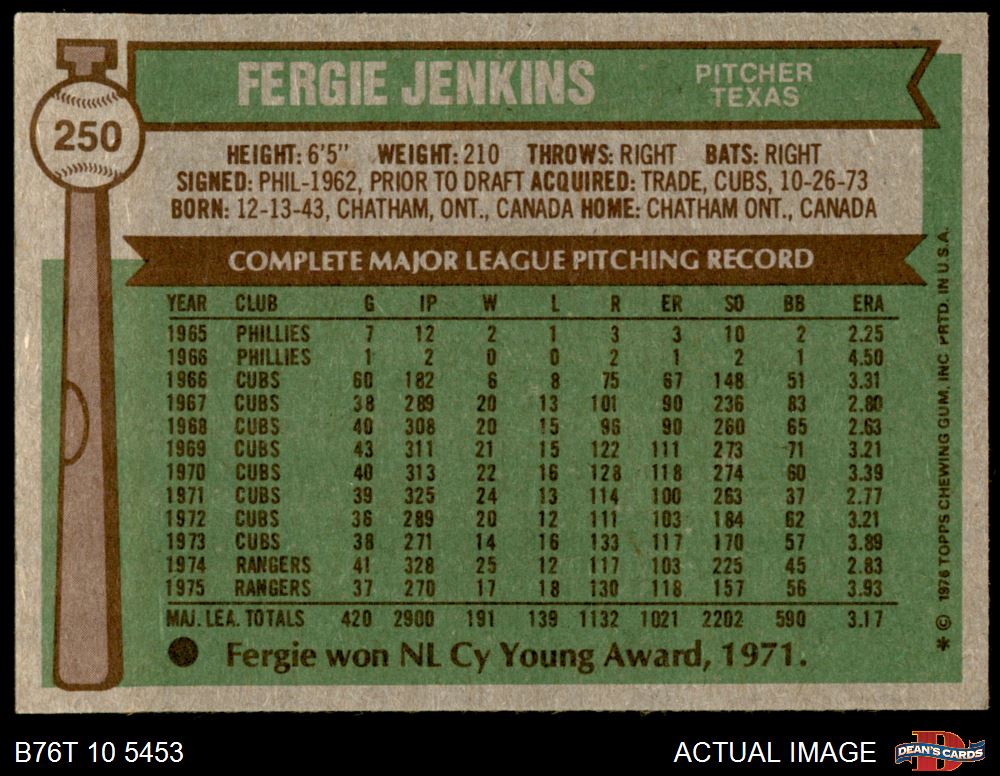 250
FERGIE JENKINS
PITCHER
TEXAS
HEIGHT: 6'5" WEIGHT: 210 THROWS: RIGHT BATS: RIGHT
SIGNED: PHIL-1962, PRIOR TO DRAFT ACQUIRED: TRADE, CUBS, 10-26-73
BORN: 12-13-43, CHATHAM, ONT., CANADA HOME: CHATHAM ONT., CANADA
COMPLETE MAJOR LEAGUE PITCHING RECORD
YEAR CLUB G IP W L R ER SO BB ERA
1965 PHILLIES 7 12 2 1 3 3 10 2 2.25
1966 PHILLIES 1 2 0 0 2 1 2 1 4.50
1966 CUBS 60 182 6 8 75 67 148 51 3.31
1967 CUBS 38 289 20 13 101 90 236 83 2.80
1968 CUBS 40 308 20 15 96 90 260 65 2.63
1969 CUBS 43 311 21 15 122 111 273 71 3.21
1970 CUBS 40 313 22 16 128 118 274 60 3.39
1971 CUBS 39 325 24 13 114 100 263 37 2.77
1972 CUBS 36 289 20 12 111 103 184 62 3.21
1973 CUBS 38 271 14 16 133 117 170 57 3.89
1974 RANGERS 41 328 25 12 117 103 225 45 2.83
1975 RANGERS 37 270 17 18 130 118 157 56 3.93
MAJ. LEA. TOTALS 420 2900 191 139 1132 1021 2202 590 3.17
Fergie won NL Cy Young Award, 1971.
* © 1976 TOPPS CHEWING GUM, INC. PRTD. IN U.S.A.
B76T 10 5453
ACTUAL IMAGE
DEAN'S CARDS